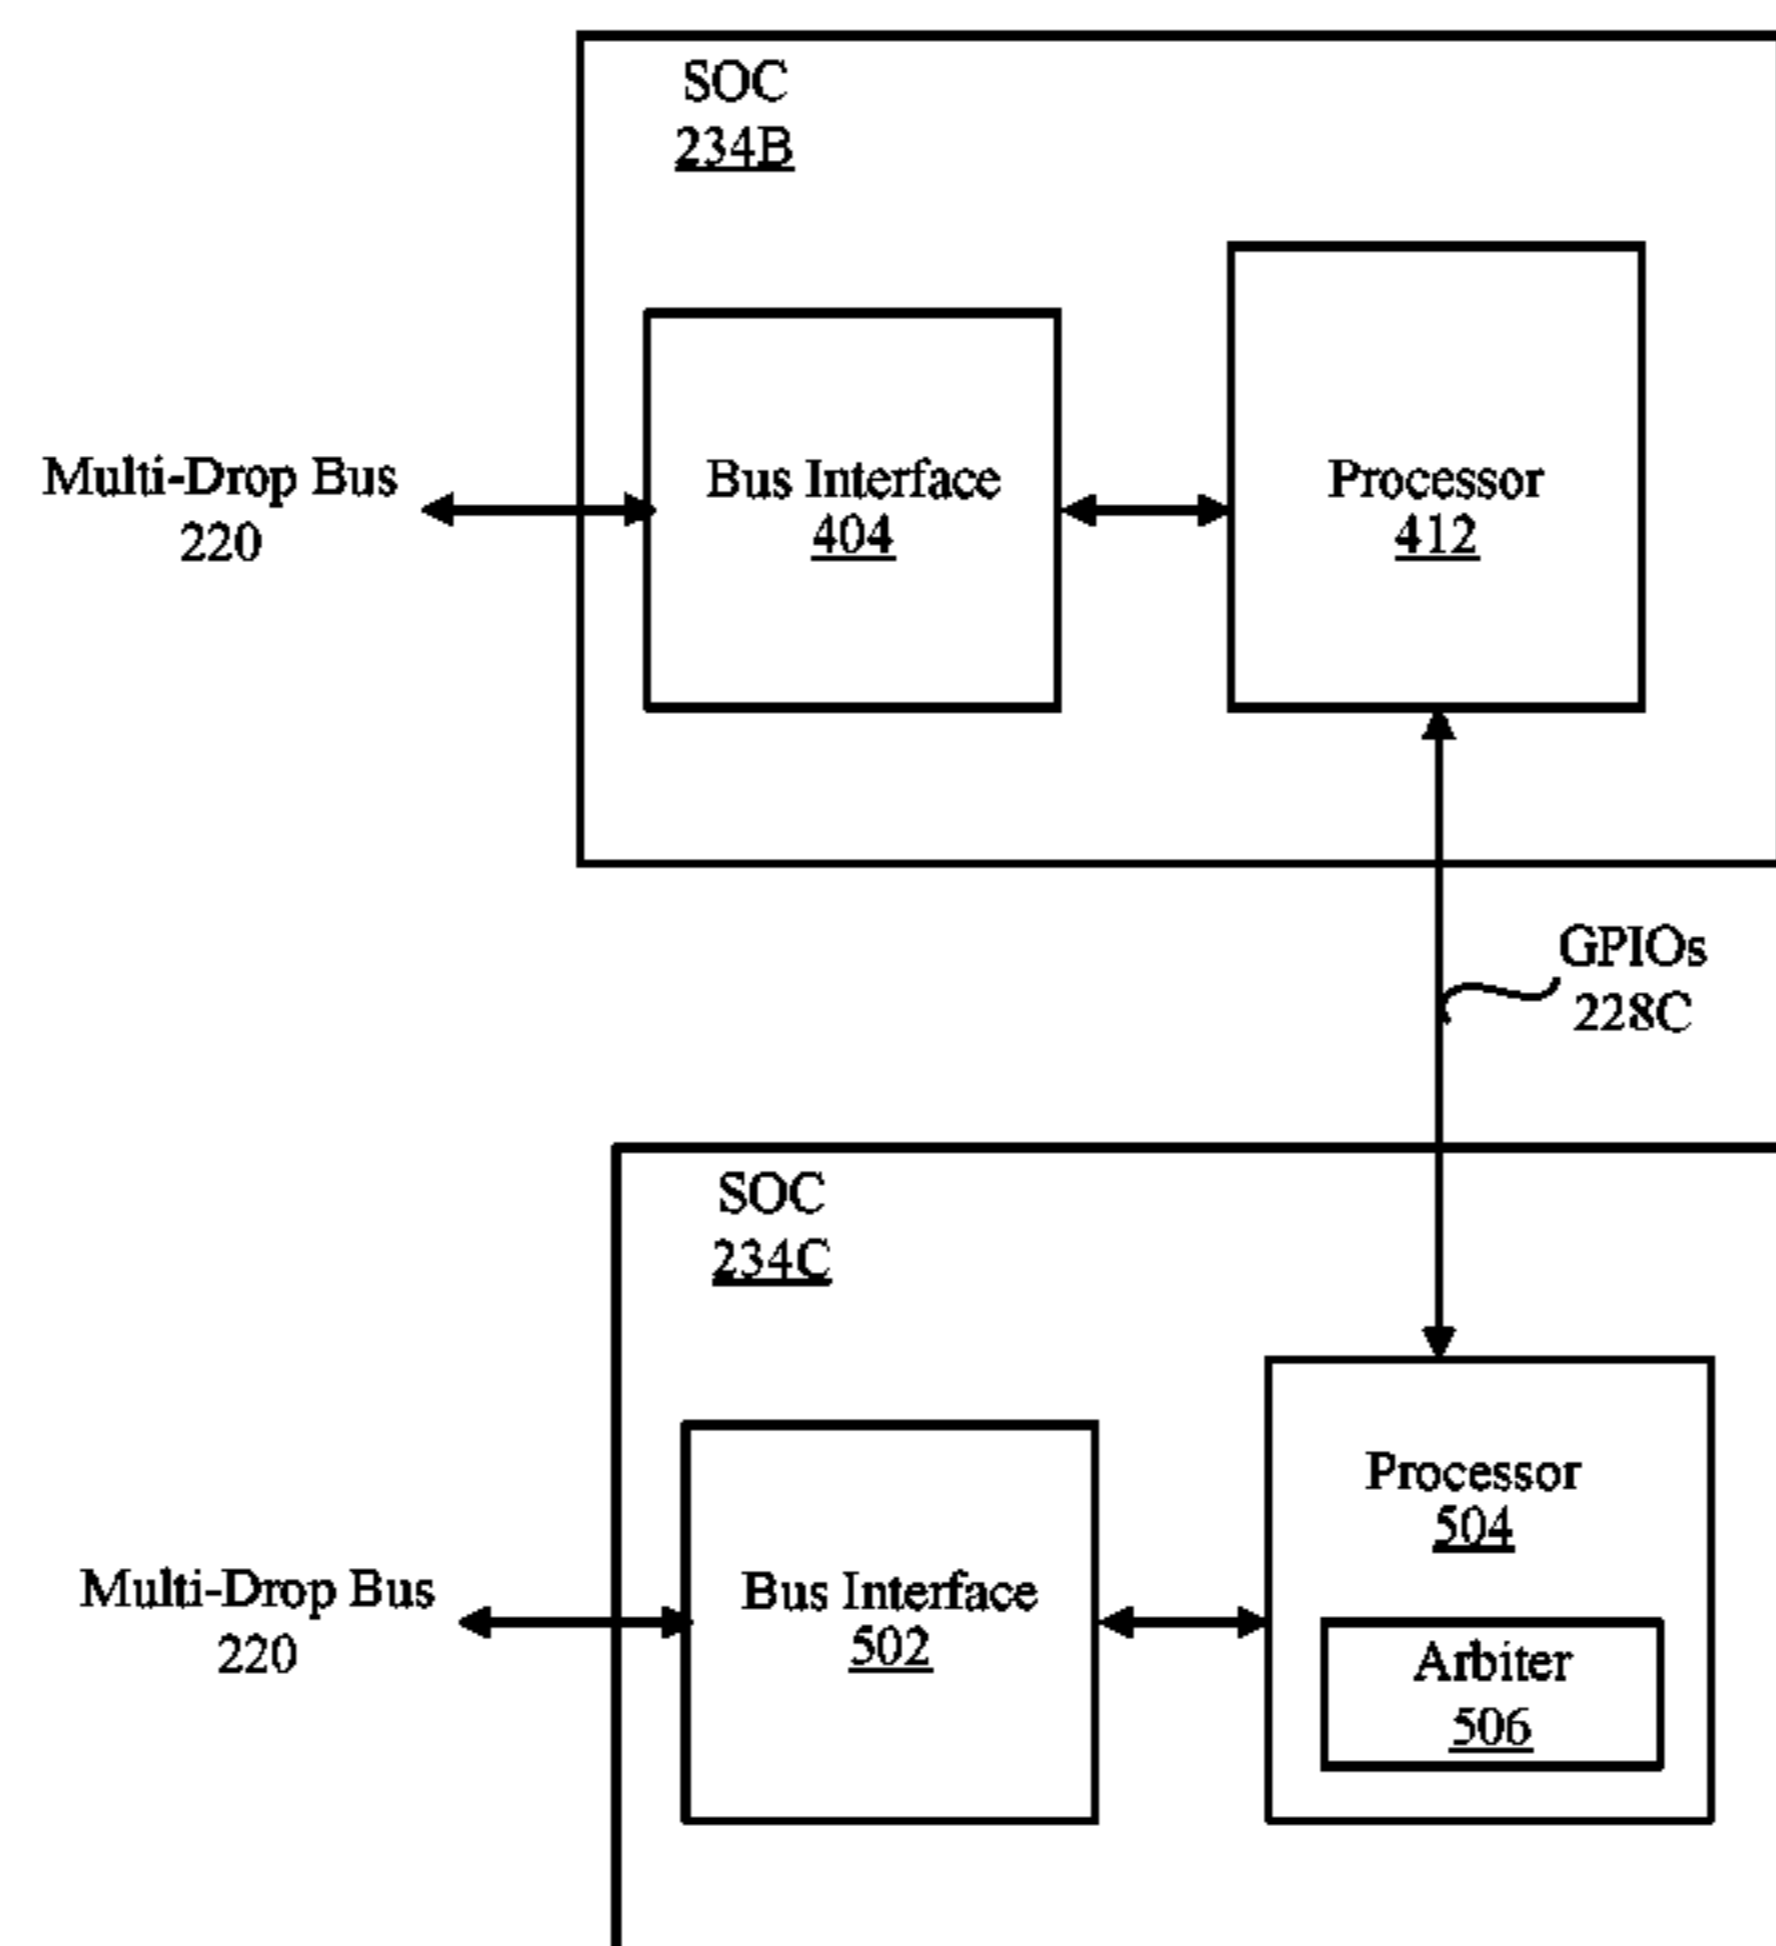 SOC
234B
Multi-Drop Bus
220
Bus Interface
404
Processor
412
GPIOs
228C
SOC
234C
Multi-Drop Bus
220
Bus Interface
502
Processor
504
Arbiter
506